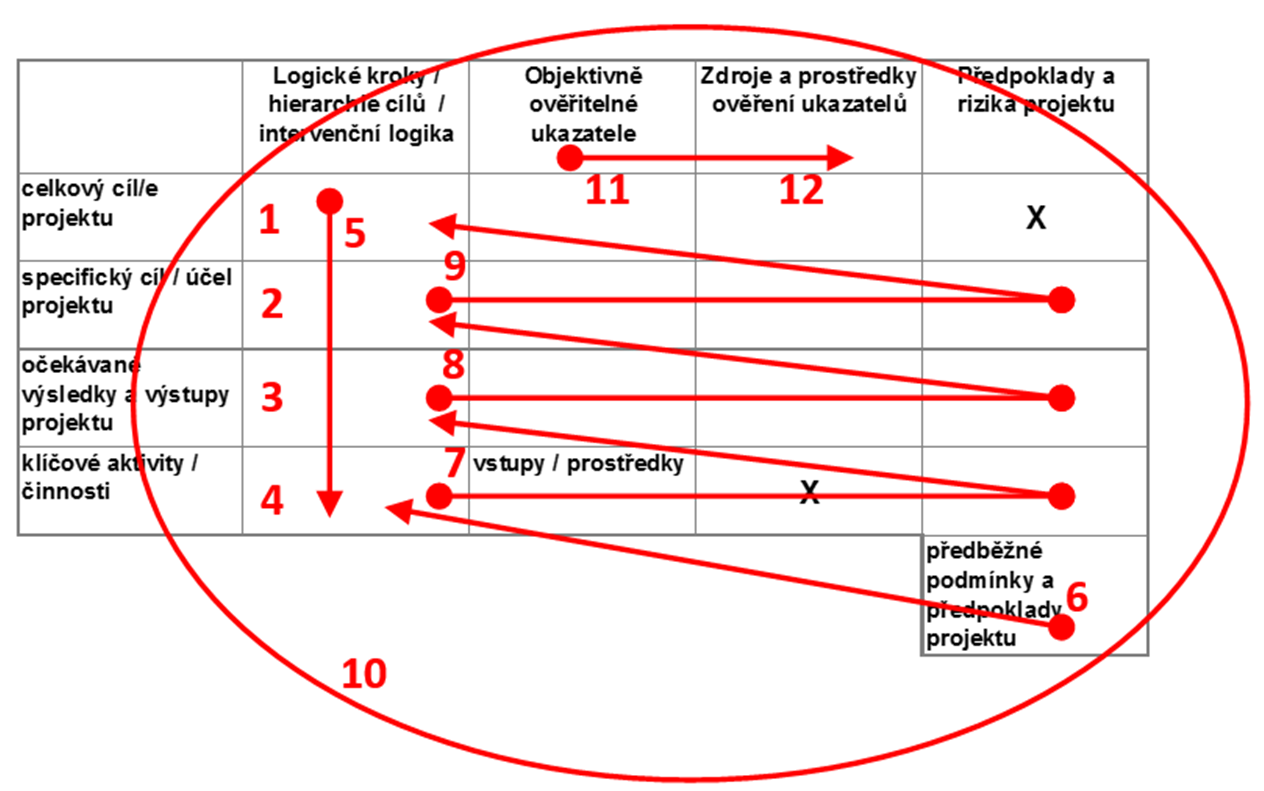 Logické kroky /
hierarchie cílů /
intervenční logika
Objektivně
ověřitelné
ukazatele
Zdroje a prostředky
ověření ukazatelů
Předpoklady a
rizika projektu
11
12
celkový cíl/e
projektu
1
5
X
specifický cíl / účel
projektu
2
9
očekávané
výsledky a výstupy
projektu
3
8
klíčové aktivity /
činnosti
4
7
vstupy / prostředky
X
předběžné
podmínky a
předpoklady
projektu
6
10